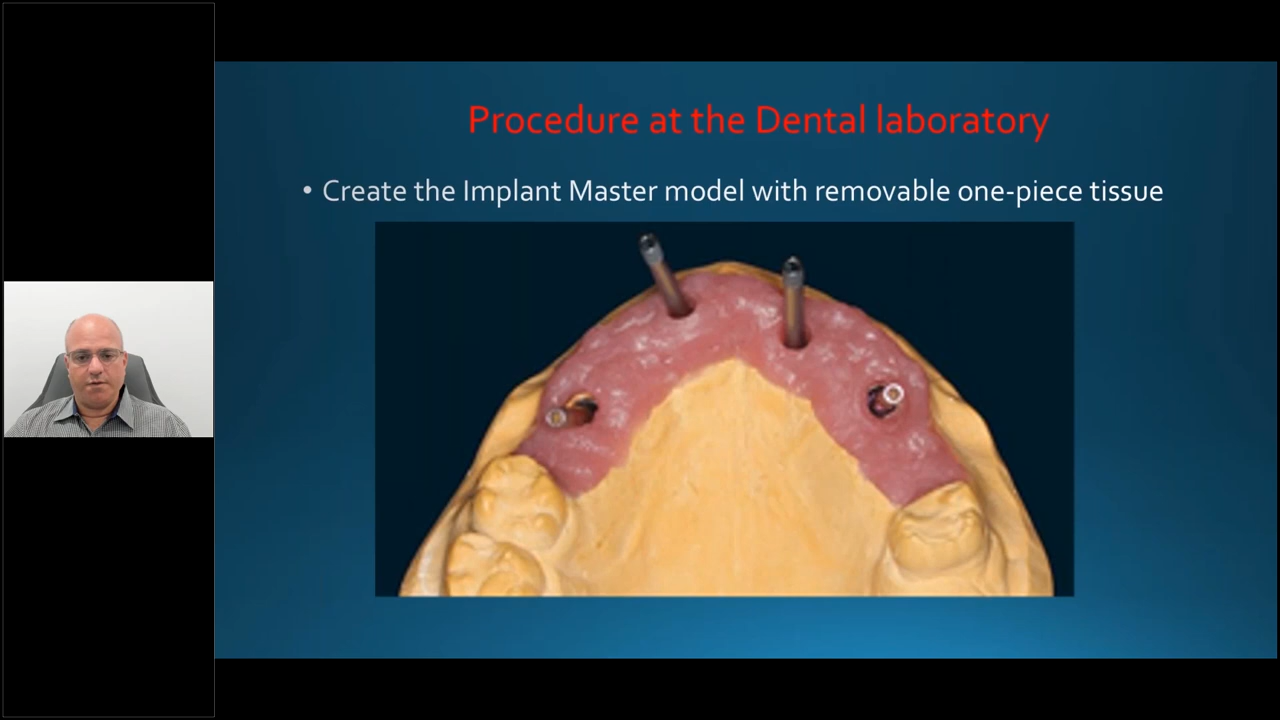 Procedure at the Dental laboratory
• Create the Implant Master model with removable one-piece tissue